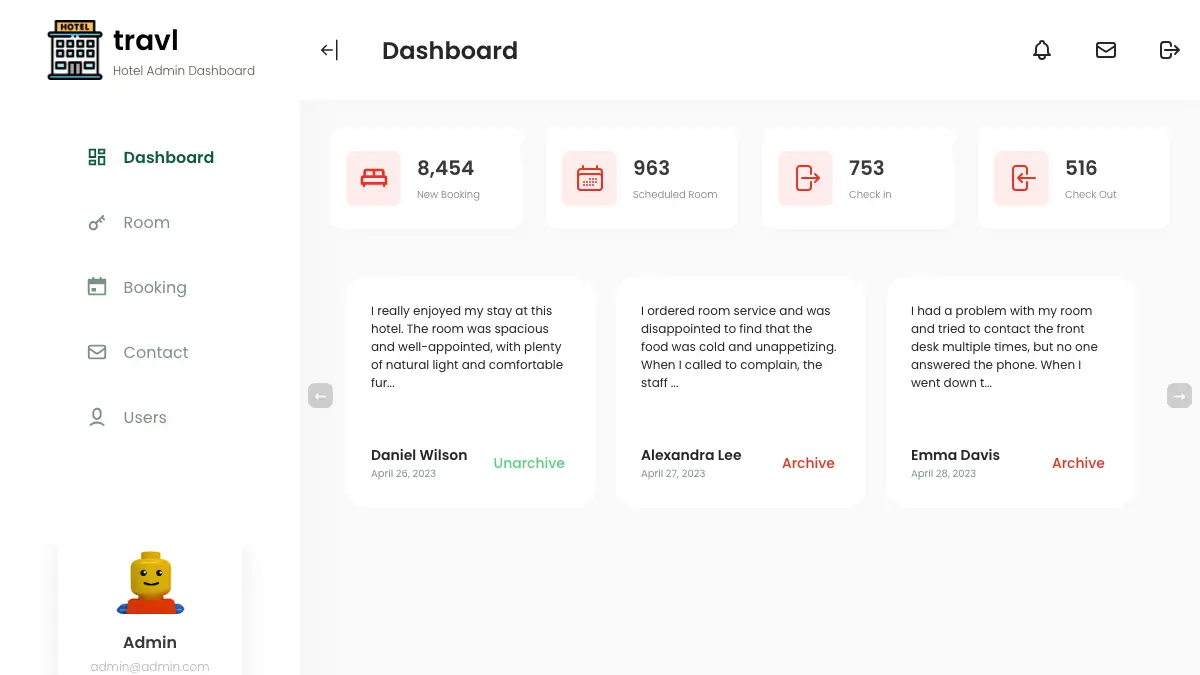 HOTEL
travl
Hotel Admin Dashboard
Dashboard
Room
Booking
Contact
Users
Admin
admin@admin.com
Dashboard
8,454
New Booking
963
Scheduled Room
753
Check in
516
Check Out
I really enjoyed my stay at this
hotel. The room was spacious
and well-appointed, with plenty
of natural light and comfortable
fur...
Daniel Wilson
April 26, 2023
Unarchive
I ordered room service and was
disappointed to find that the
food was cold and unappetizing.
When I called to complain, the
staff ...
Alexandra Lee
April 27, 2023
Archive
I had a problem with my room
and tried to contact the front
desk multiple times, but no one
answered the phone. When I
went down t...
Emma Davis
April 28, 2023
Archive